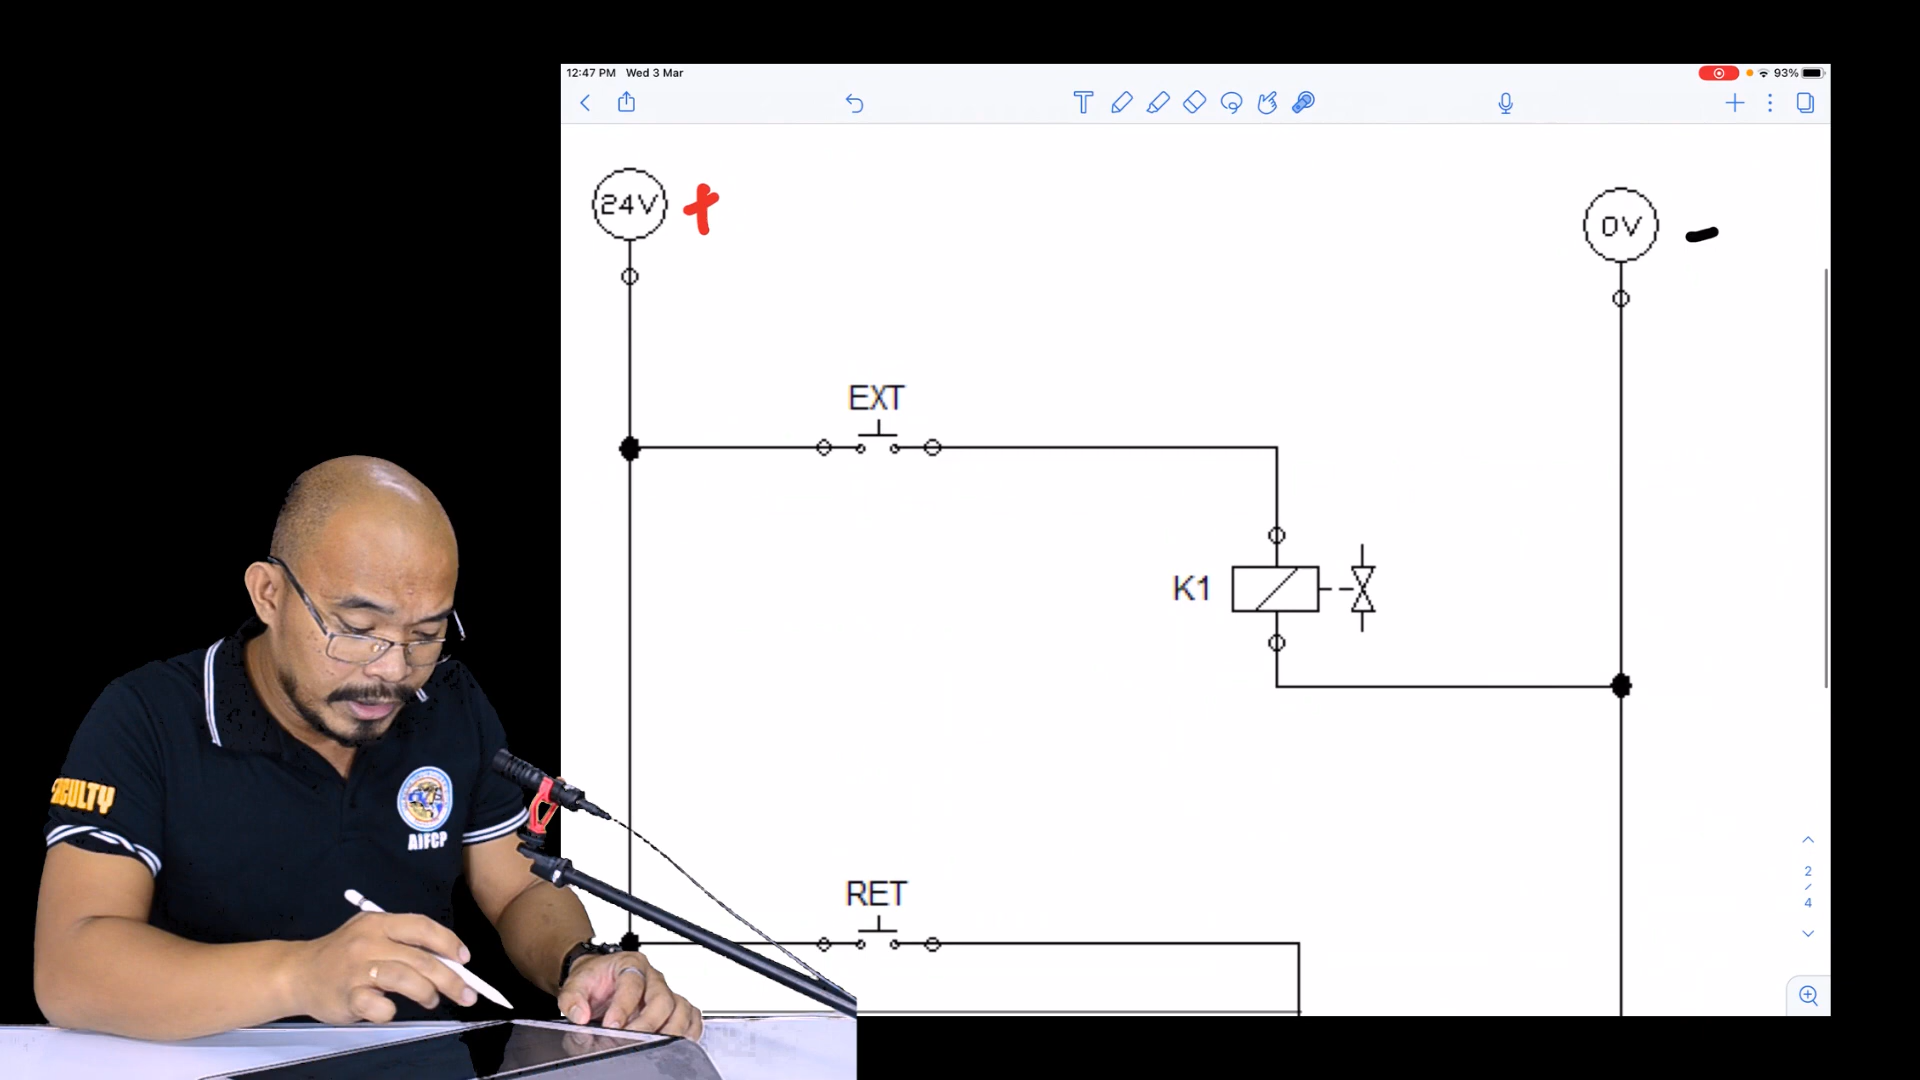 12:47 PM Wed 3 Mar
93%
T
24V +
0V -
EXT
K1
RET
2
/
4
FACULTY
AIFCP